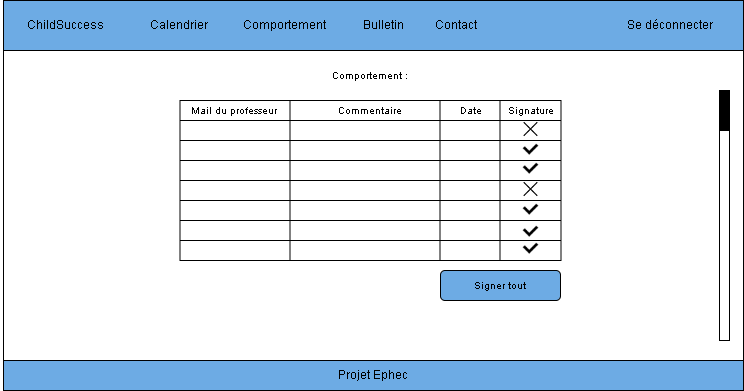 ChildSuccess Calendrier Comportement Bulletin Contact Se déconnecter
Comportement :
Mail du professeur Commentaire Date Signature
Signer tout
Projet Ephec